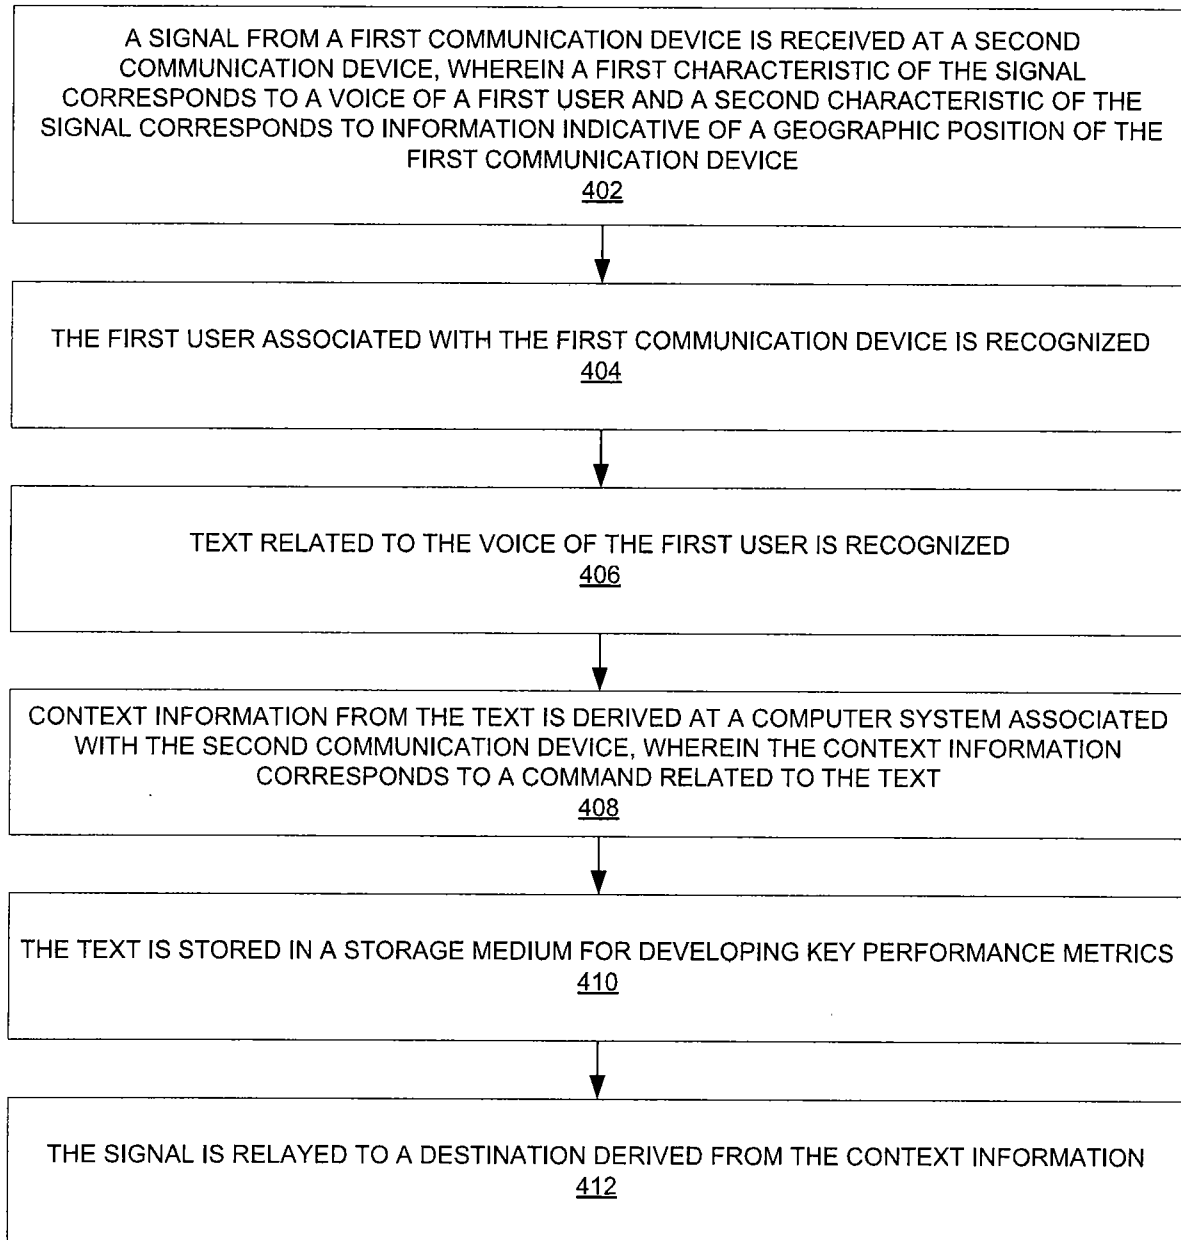 A SIGNAL FROM A FIRST COMMUNICATION DEVICE IS RECEIVED AT A SECOND
COMMUNICATION DEVICE, WHEREIN A FIRST CHARACTERISTIC OF THE SIGNAL
CORRESPONDS TO A VOICE OF A FIRST USER AND A SECOND CHARACTERISTIC OF THE
SIGNAL CORRESPONDS TO INFORMATION INDICATIVE OF A GEOGRAPHIC POSITION OF THE
FIRST COMMUNICATION DEVICE
402
THE FIRST USER ASSOCIATED WITH THE FIRST COMMUNICATION DEVICE IS RECOGNIZED
404
TEXT RELATED TO THE VOICE OF THE FIRST USER IS RECOGNIZED
406
CONTEXT INFORMATION FROM THE TEXT IS DERIVED AT A COMPUTER SYSTEM ASSOCIATED
WITH THE SECOND COMMUNICATION DEVICE, WHEREIN THE CONTEXT INFORMATION
CORRESPONDS TO A COMMAND RELATED TO THE TEXT
408
THE TEXT IS STORED IN A STORAGE MEDIUM FOR DEVELOPING KEY PERFORMANCE METRICS
410
THE SIGNAL IS RELAYED TO A DESTINATION DERIVED FROM THE CONTEXT INFORMATION
412